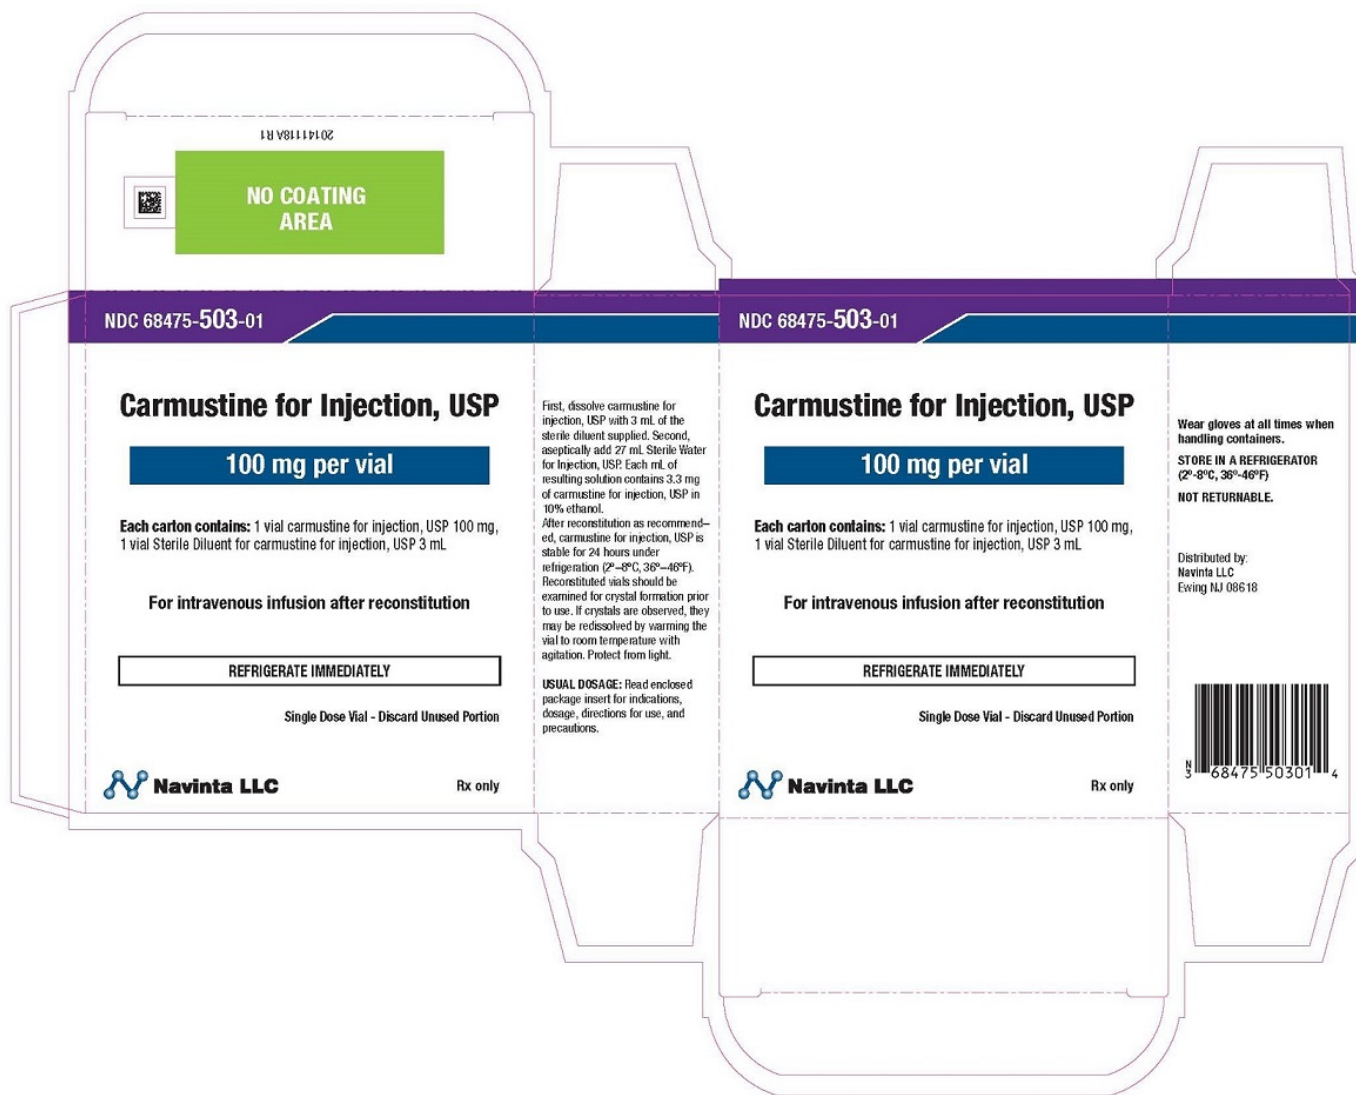 20141118A R1
NO COATING
AREA
NDC 68475-503-01
Carmustine for Injection, USP
100 mg per vial
Each carton contains: 1 vial carmustine for injection, USP 100 mg,
1 vial Sterile Diluent for carmustine for injection, USP 3 mL
For intravenous infusion after reconstitution
REFRIGERATE IMMEDIATELY
Single Dose Vial - Discard Unused Portion
Navinta LLC
Rx only
First, dissolve carmustine for
injection, USP with 3 mL of the
sterile diluent supplied. Second,
aseptically add 27 mL Sterile Water
for Injection, USP. Each mL of
resulting solution contains 3.3 mg
of carmustine for injection, USP in
10% ethanol.
After reconstitution as recommend–
ed, carmustine for injection, USP is
stable for 24 hours under
refrigeration (2º–8ºC, 36º–46ºF).
Reconstituted vials should be
examined for crystal formation prior
to use. If crystals are observed, they
may be redissolved by warming the
vial to room temperature with
agitation. Protect from light.
USUAL DOSAGE: Read enclosed
package insert for indications,
dosage, directions for use, and
precautions.
NDC 68475-503-01
Carmustine for Injection, USP
100 mg per vial
Each carton contains: 1 vial carmustine for injection, USP 100 mg,
1 vial Sterile Diluent for carmustine for injection, USP 3 mL
For intravenous infusion after reconstitution
REFRIGERATE IMMEDIATELY
Single Dose Vial - Discard Unused Portion
Navinta LLC
Rx only
Wear gloves at all times when
handling containers.
STORE IN A REFRIGERATOR
(2º-8ºC, 36º-46ºF)
NOT RETURNABLE.
Distributed by:
Navinta LLC
Ewing NJ 08618
N
3 68475 50301 4